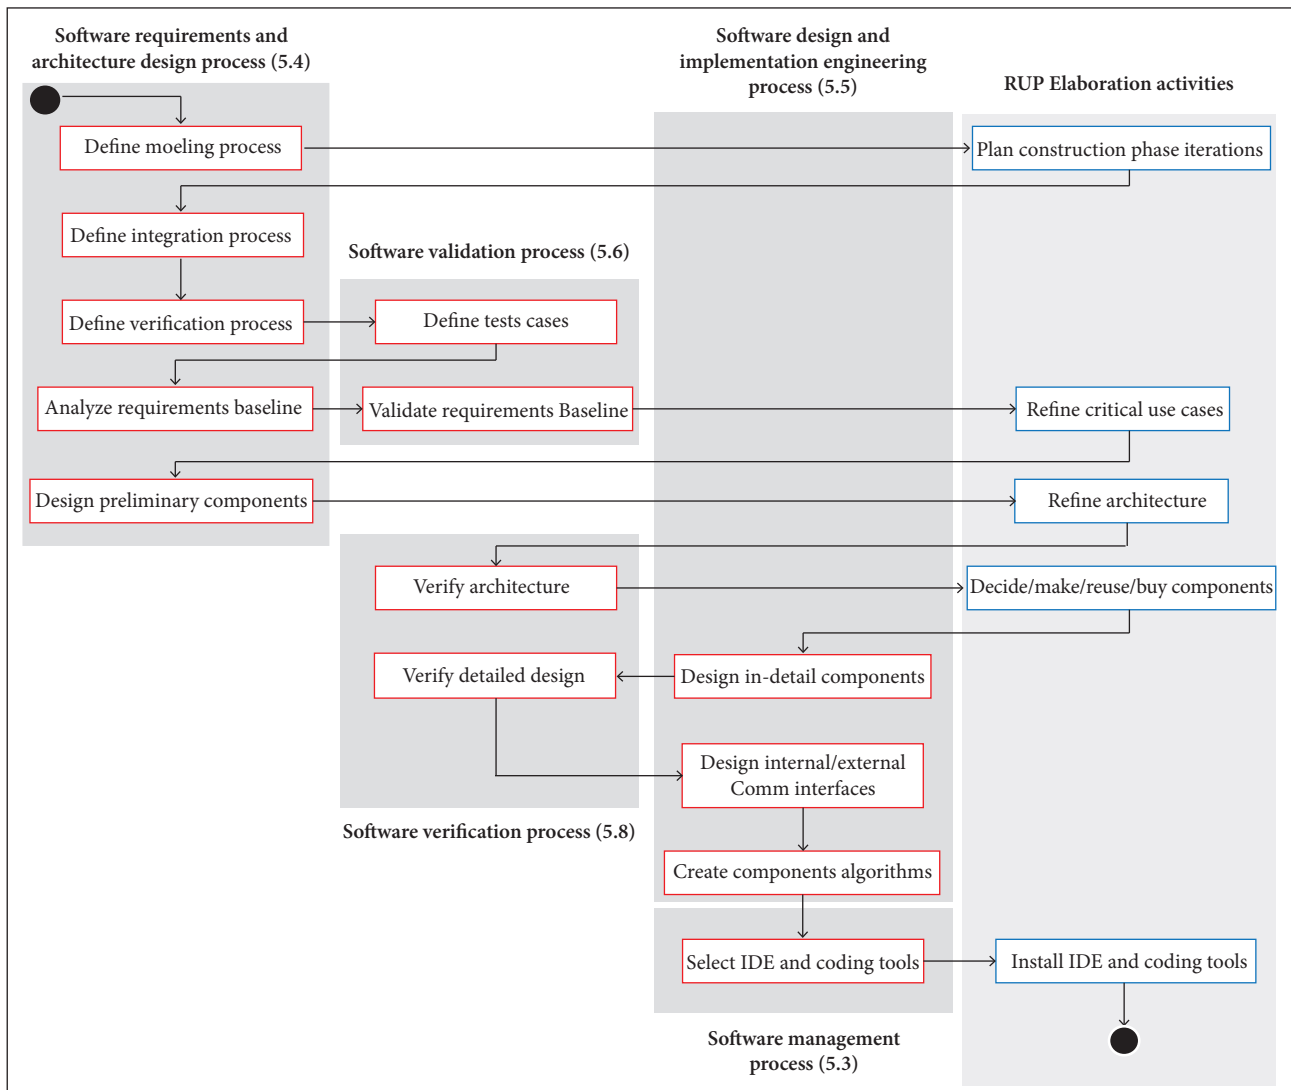 Software requirements and
architecture design process (5.4)
Software design and
implementation engineering
process (5.5)
RUP Elaboration activities
Define moeling process
Plan construction phase iterations
Define integration process
Software validation process (5.6)
Define verification process
Define tests cases
Analyze requirements baseline
Validate requirements Baseline
Refine critical use cases
Design preliminary components
Refine architecture
Verify architecture
Decide/make/reuse/buy components
Verify detailed design
Design in-detail components
Design internal/external
Comm interfaces
Software verification process (5.8)
Create components algorithms
Select IDE and coding tools
Install IDE and coding tools
Software management
process (5.3)